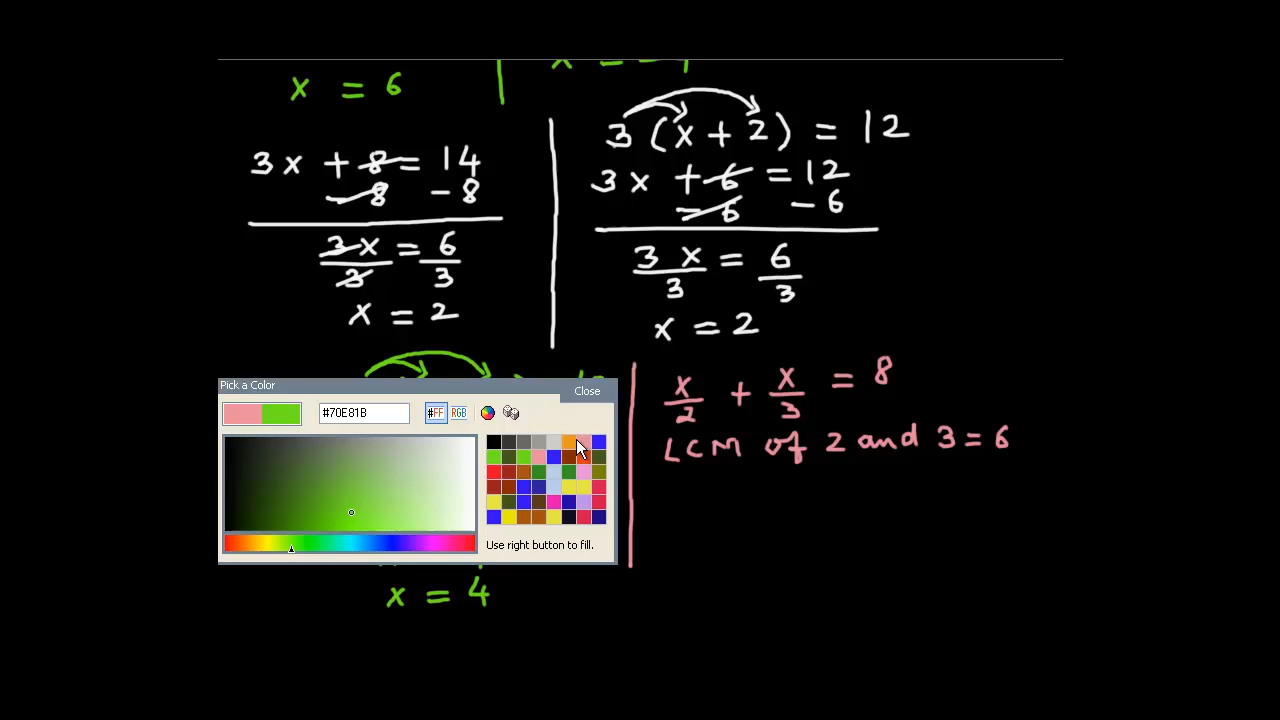 x = 6
3x + 8 = 14
- 8 - 8
3x = 6
3 3
x = 2
3 (x + 2) = 12
3x + 6 = 12
- 6 - 6
3 x = 6
3 3
x = 2
Pick a Color
Close
#70E81B
#FF RGB
Use right button to fill.
x = 4
x/2 + x/3 = 8
LCM of 2 and 3 = 6